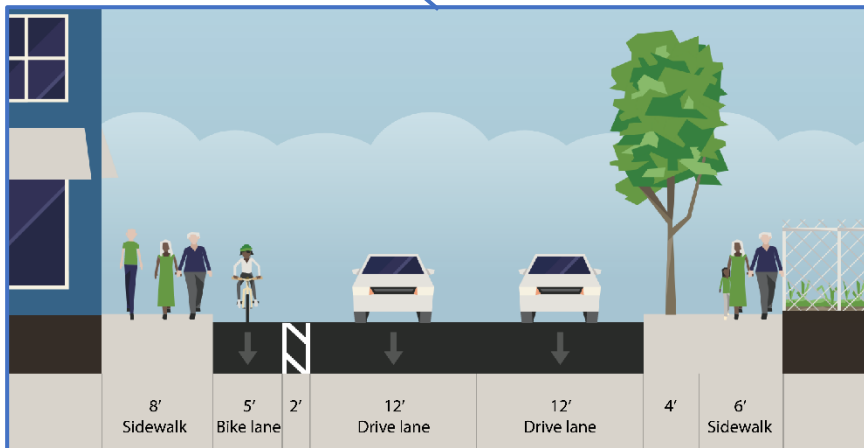 8'
Sidewalk
5'
Bike lane
2'
12'
Drive lane
12'
Drive lane
4'
6'
Sidewalk